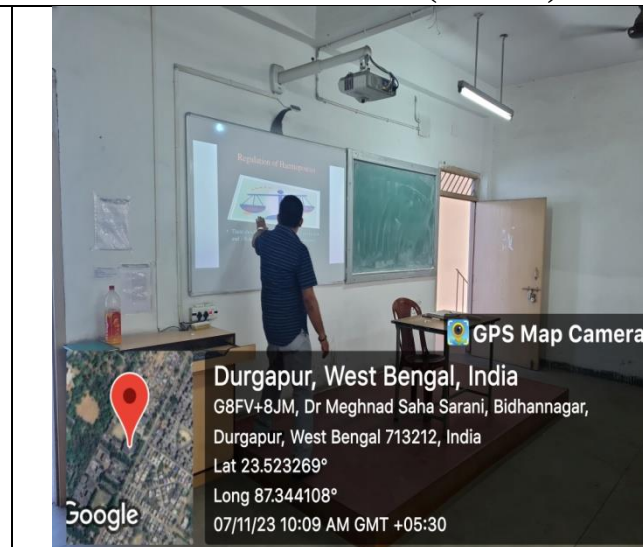 Regulation of Haemopoiesis
GPS Map Camera
Durgapur, West Bengal, India
G8FV+8JM, Dr Meghnad Saha Sarani, Bidhannagar,
Durgapur, West Bengal 713212, India
Lat 23.523269°
Long 87.344108°
07/11/23 10:09 AM GMT +05:30
Google